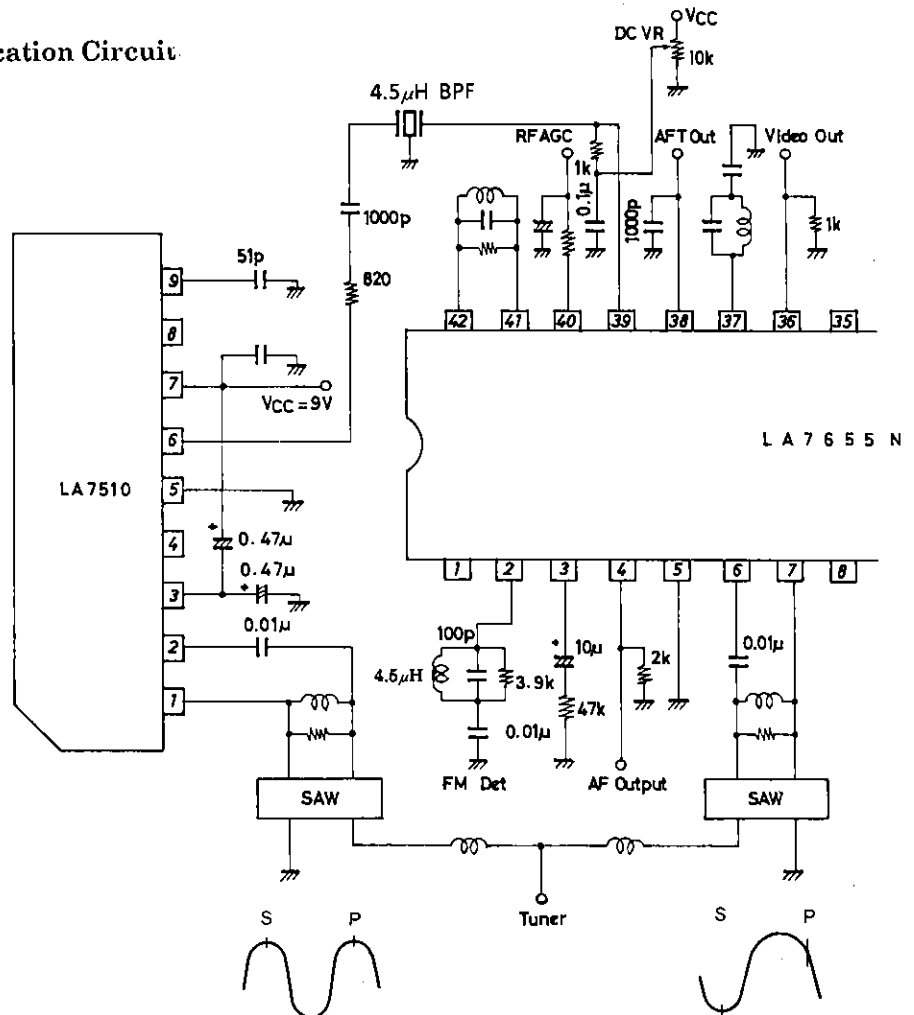 cation Circuit
VCC
DC VR
10k
4.5μH BPF
RF AGC
AFT Out
Video Out
1k
0.1μ
1000p
1000p
1k
51p
820
9
8
7
6
5
4
3
2
1
42
41
40
39
38
37
36
35
VCC=9V
LA7510
LA7655N
+
0.47μ
0.47μ
+
0.01μ
1
2
3
4
5
6
7
8
100p
4.5μH
3.9k
0.01μ
+
10μ
47k
2k
0.01μ
FM Det
AF Output
SAW
SAW
Tuner
S
P
S
P